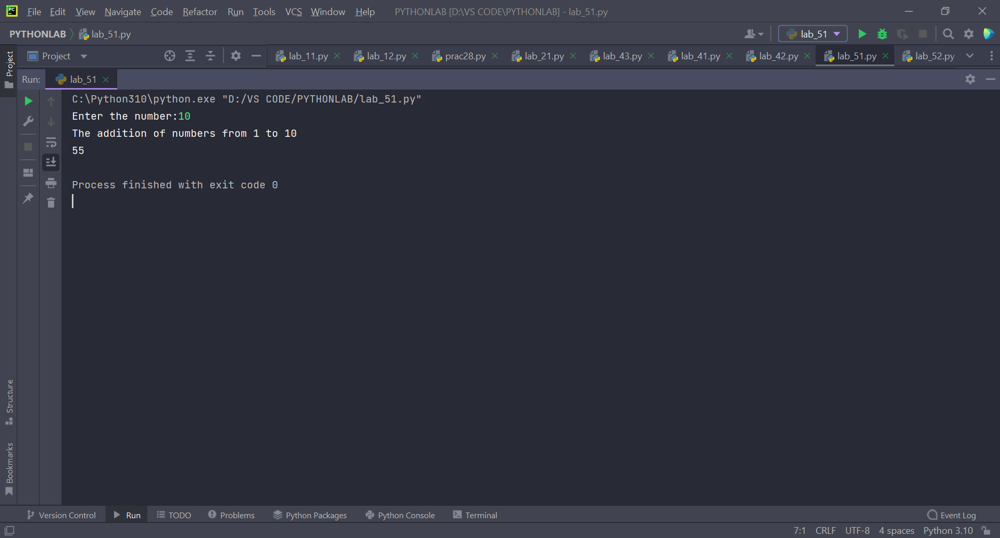 PC File Edit View Navigate Code Refactor Run Tools VCS Window Help PYTHONLAB [D:\VS CODE\PYTHONLAB] - lab_51.py
PYTHONLAB lab_51.py lab_51
Project lab_11.py lab_12.py prac28.py lab_21.py lab_43.py lab_41.py lab_42.py lab_51.py lab_52.py
Project
Run: lab_51
C:\Python310\python.exe "D:/VS CODE/PYTHONLAB/lab_51.py"
Enter the number:10
The addition of numbers from 1 to 10
55
Process finished with exit code 0
Structure
Bookmarks
Version Control Run TODO Problems Python Packages Python Console Terminal Event Log
7:1 CRLF UTF-8 4 spaces Python 3.10